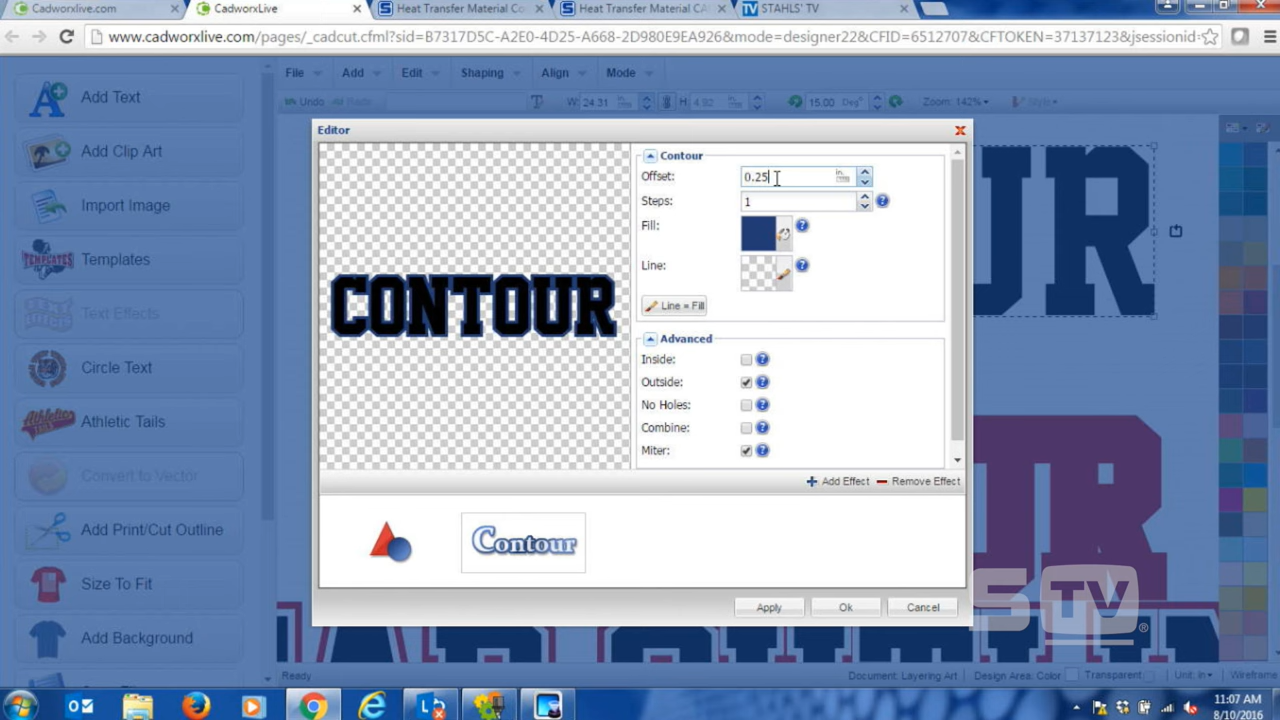 CadworxLive.com
CadworxLive
Heat Transfer Material Co
Heat Transfer Material CA
STAHLS' TV
www.cadworxlive.com/pages/_cadcut.cfml?sid=B7317D5C-A2E0-4D25-A668-2D980E9EA926&mode=designer22&CFID=6512707&CFTOKEN=37137123&jsessionid=
File Add Edit Shaping Align Mode
Undo Redo W: 24.31 H: 4.92 15.00 Deg° Zoom: 142% Style
Add Text
Add Clip Art
Import Image
Templates
Text Effects
Circle Text
Athletic Tails
Convert to Vector
Add Print/Cut Outline
Size To Fit
Add Background
Editor
CONTOUR
Contour
Offset: 0.25
Steps: 1
Fill:
Line:
Line = Fill
Advanced
Inside:
Outside:
No Holes:
Combine:
Miter:
Add Effect Remove Effect
Contour
Apply Ok Cancel
UR
TR
S TV®
Ready Document: Layering Art Design Area: Color Transparent Unit: In Wireframe
11:07 AM
8/10/2016